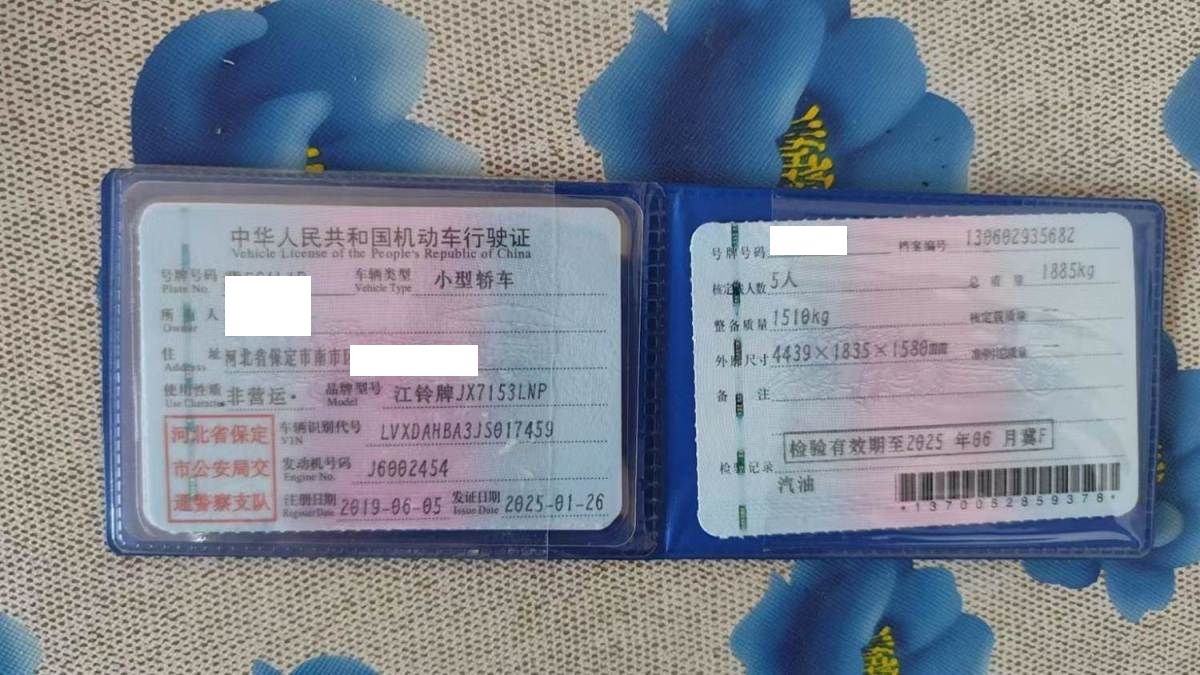 中华人民共和国机动车行驶证
Vehicle License of the People's Republic of China
号牌号码 Plate No. 车辆类型 Vehicle Type 小型轿车
所有人 Owner
住址 Address 河北省保定市南市区
使用性质 Use Character 非营运 品牌型号 Model 江铃牌JX7153LNP
河北省保定市公安局交通警察支队
车辆识别代号 VIN LVXDAHBA3JS017459
发动机号码 Engine No. J6002454
注册日期 Register Date 2019-06-05 发证日期 Issue Date 2025-01-26
号牌号码 档案编号 130602935682
核定载人数 5人 总质量 1885kg
整备质量 1510kg 核定载质量 --
外廓尺寸 4439×1835×1580mm 准牵引总质量 --
备注
检验有效期至2025年06月冀F
检验记录
汽油
*1370052859378*